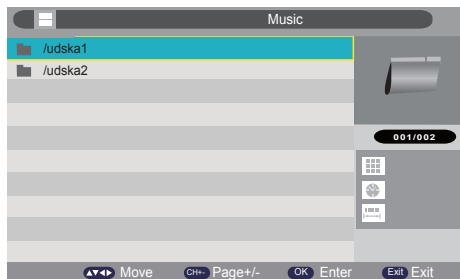 Music
/udska1
/udska2
001/002
Move CH+- Page+/- OK Enter Exit Exit